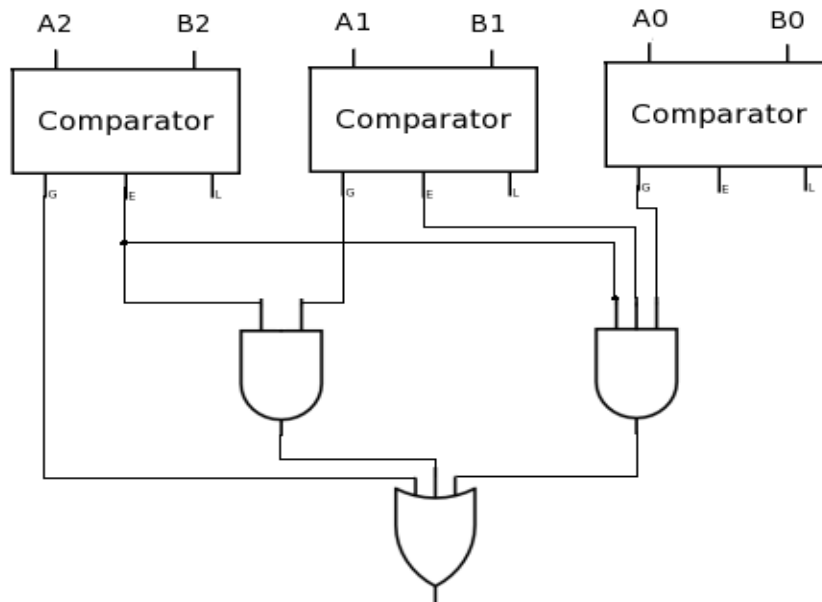 A2 B2 A1 B1 A0 B0
Comparator Comparator Comparator
G E L G E L G E L